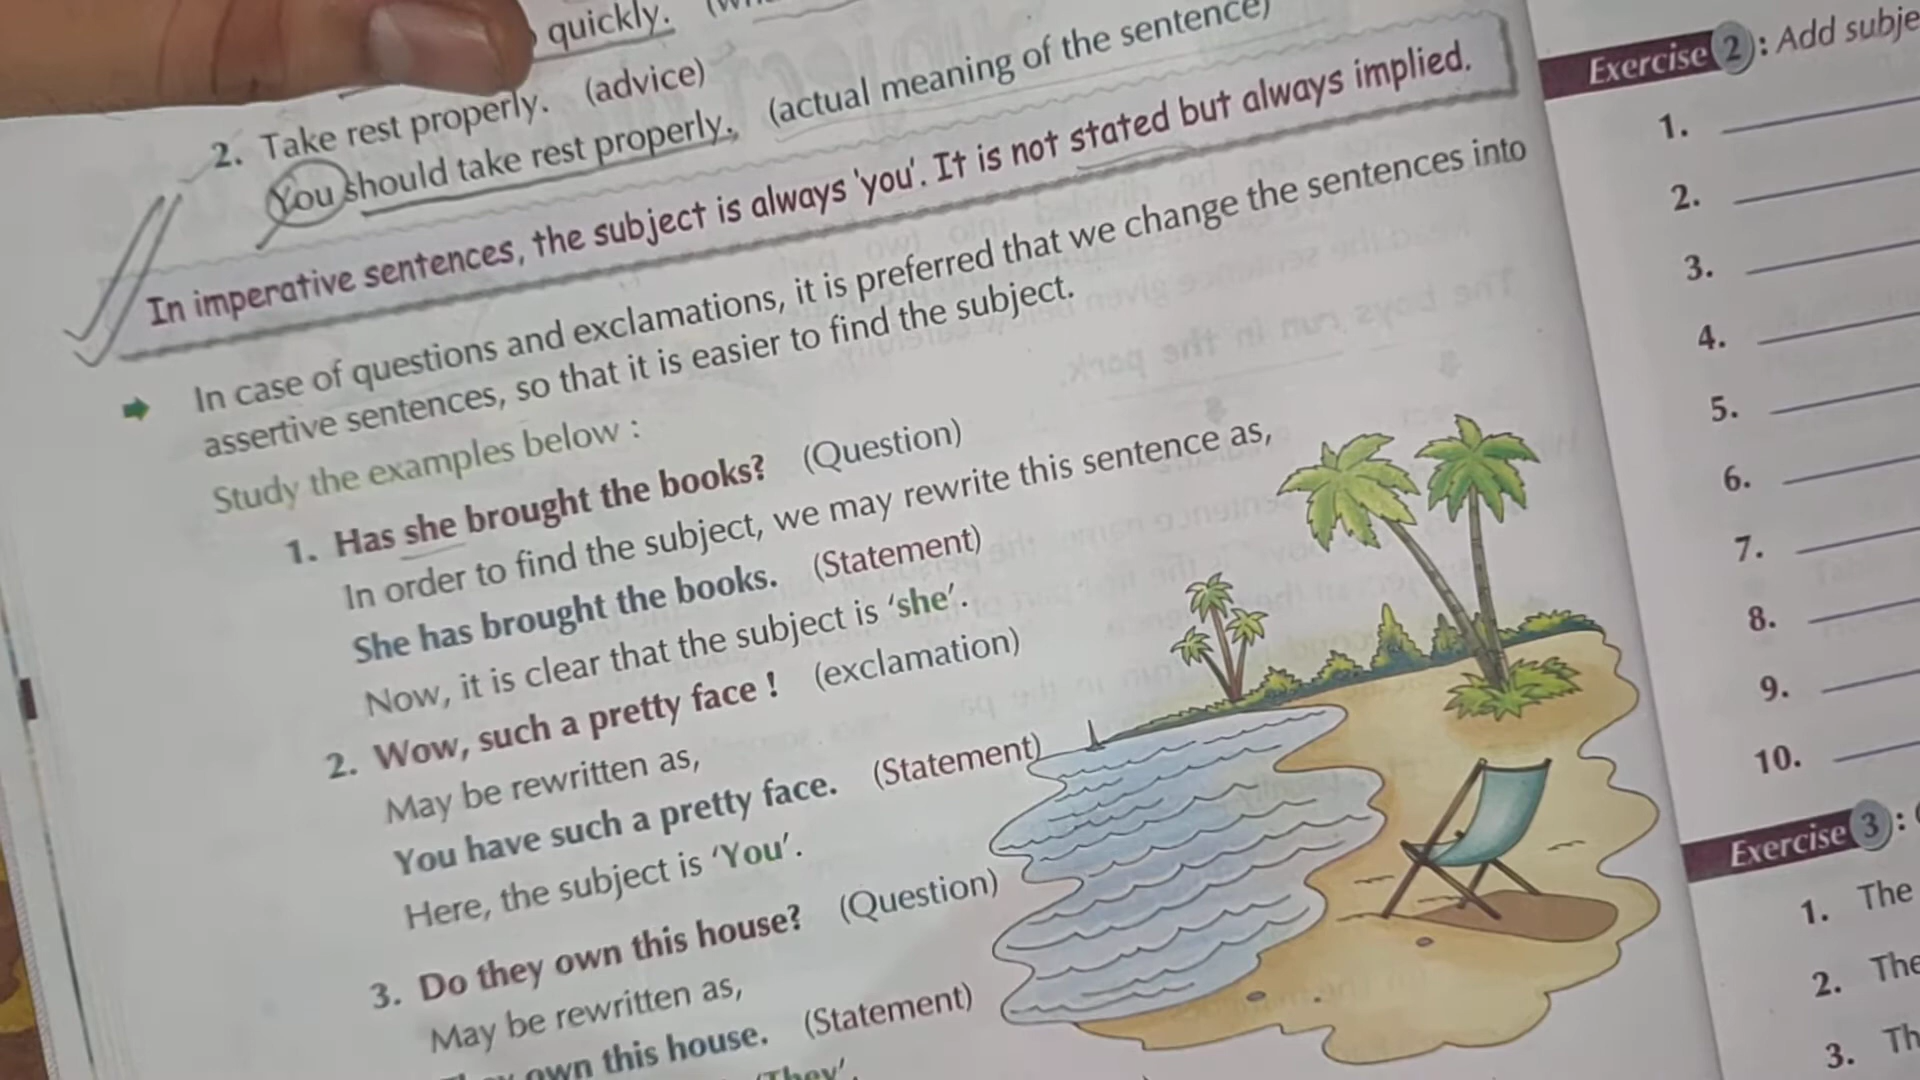 quickly.
2. Take rest properly. (advice)
You should take rest properly. (actual meaning of the sentence)
In imperative sentences, the subject is always 'you'. It is not stated but always implied.
In case of questions and exclamations, it is preferred that we change the sentences into
assertive sentences, so that it is easier to find the subject.
Study the examples below :
1. Has she brought the books? (Question)
In order to find the subject, we may rewrite this sentence as,
She has brought the books. (Statement)
Now, it is clear that the subject is 'she'.
2. Wow, such a pretty face ! (exclamation)
May be rewritten as,
You have such a pretty face. (Statement)
Here, the subject is 'You'.
3. Do they own this house? (Question)
May be rewritten as,
own this house. (Statement)
'They'.
Exercise 2 : Add
1.
2.
3.
4.
5.
6.
7.
8.
9.
10.
Exercise 3 :
1. The
2. The
3.